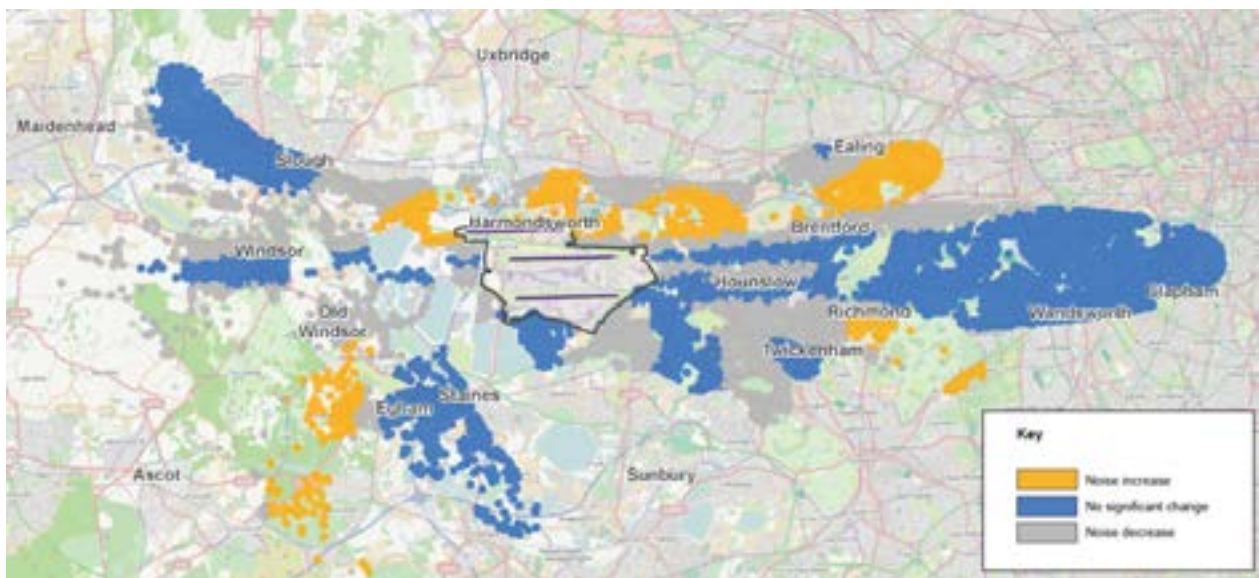 Uxbridge
Maidenhead
Slough
Ealing
Harmondsworth
Brentford
Windsor
Hounslow
Clapham
Old
Windsor
Richmond
Wandsworth
Twickenham
Egham
Staines
Ascot
Sunbury
Key
Noise increase
No significant change
Noise decrease